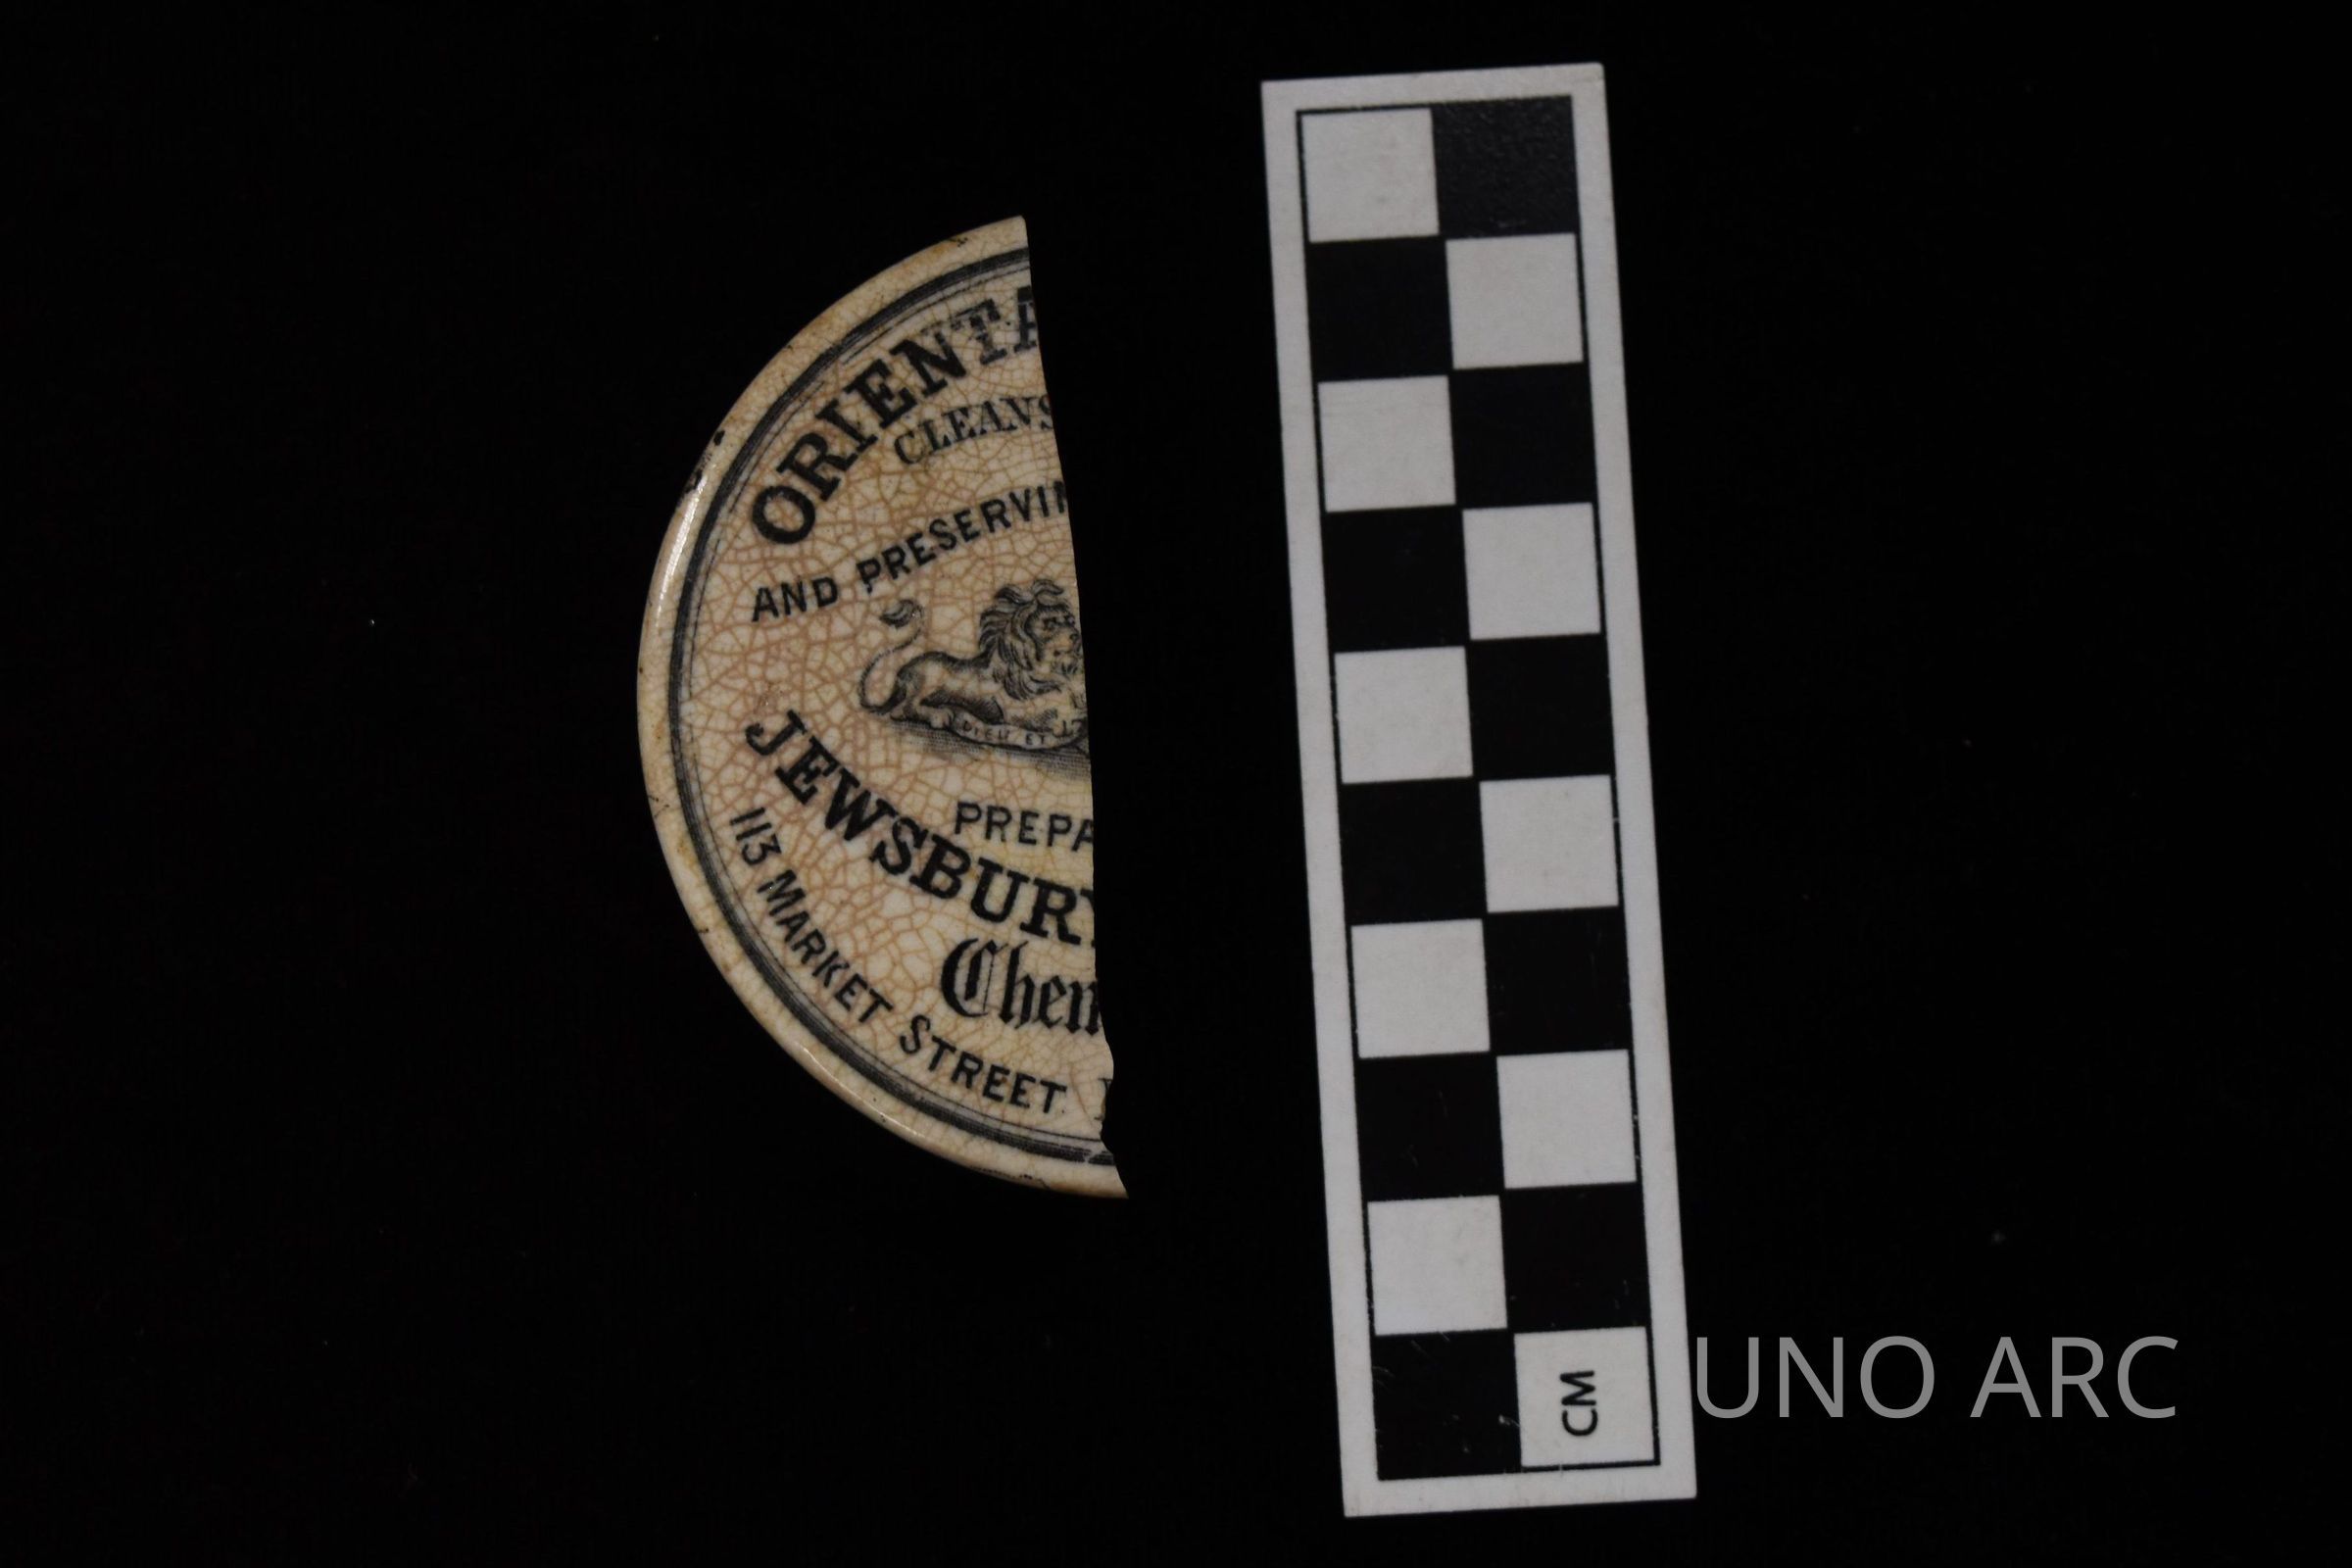 ORIENTA
CLEANS
AND PRESERVIN
DIEU ET
PREPA
JEWSBURY
Chem
113 MARKET STREET
CM
UNO ARC